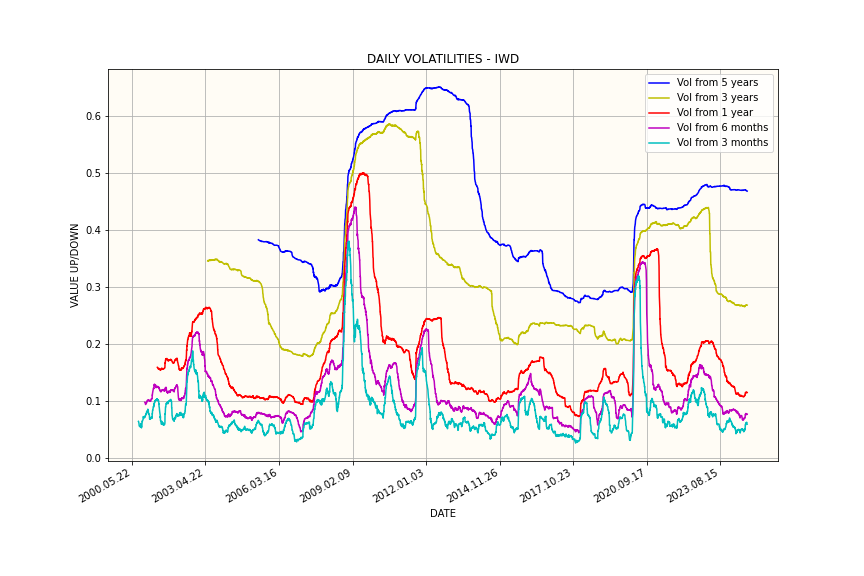 DAILY VOLATILITIES - IWD
Vol from 5 years
Vol from 3 years
Vol from 1 year
Vol from 6 months
Vol from 3 months
VALUE UP/DOWN
0.6
0.5
0.4
0.3
0.2
0.1
0.0
2000.05.22
2003.04.22
2006.03.16
2009.02.09
2012.01.03
2014.11.26
2017.10.23
2020.09.17
2023.08.15
DATE